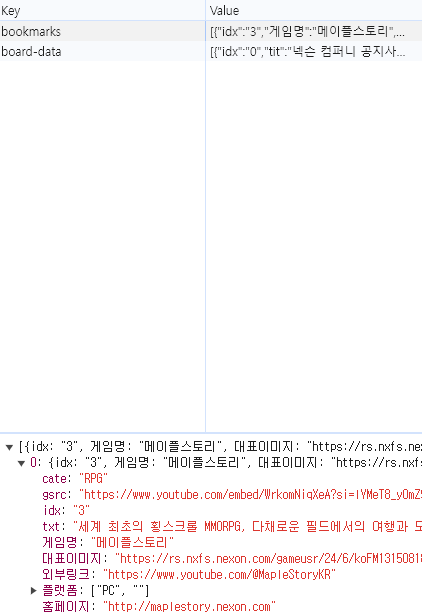 Key Value
bookmarks [{"idx":"3","게임명":"메이플스토리",...
board-data [{"idx":"0","tit":"넥슨 컴퍼니 공지사...
▼ [{idx: "3", 게임명: "메이플스토리", 대표이미지: "https://rs.nxfs.nex
▼ 0: {idx: "3", 게임명: "메이플스토리", 대표이미지: "https://rs.nxf
cate: "RPG"
gsrc: "https://www.youtube.com/embed/WrkomNiqXeA?si=lYMeT8_yOmZ
idx: "3"
txt: "세계 최초의 횡스크롤 MMORPG, 다채로운 필드에서의 여행과 도
게임명: "메이플스토리"
대표이미지: "https://rs.nxfs.nexon.com/gameusr/24/6/koFM1315081
외부링크: "https://www.youtube.com/@MapleStoryKR"
▶ 플랫폼: ["PC", ""]
홈페이지: "http://maplestory.nexon.com"